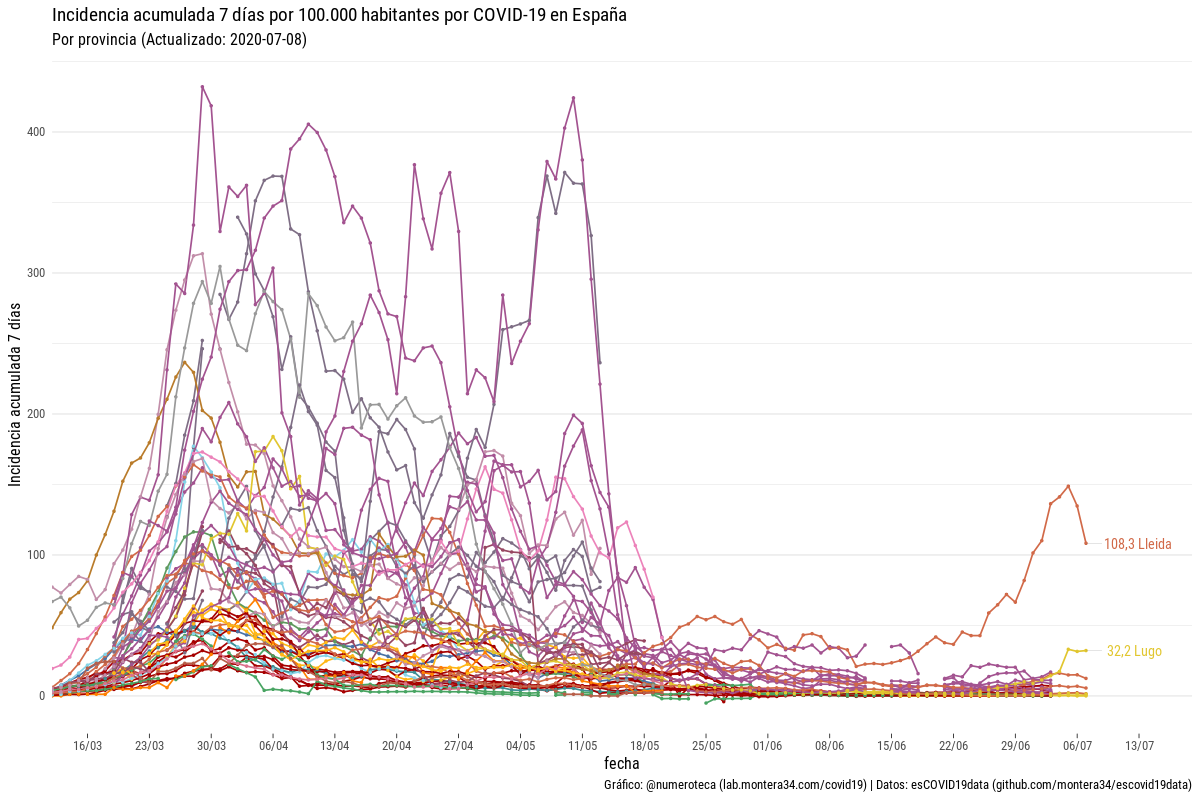 Incidencia acumulada 7 días por 100.000 habitantes por COVID-19 en España
Por provincia (Actualizado: 2020-07-08)
Incidencia acumulada 7 días
400
300
200
100
0
108,3 Lleida
32,2 Lugo
16/03 23/03 30/03 06/04 13/04 20/04 27/04 04/05 11/05 18/05 25/05 01/06 08/06 15/06 22/06 29/06 06/07 13/07
fecha
Gráfico: @numeroteca (lab.montera34.com/covid19) | Datos: esCOVID19data (github.com/montera34/escovid19data)